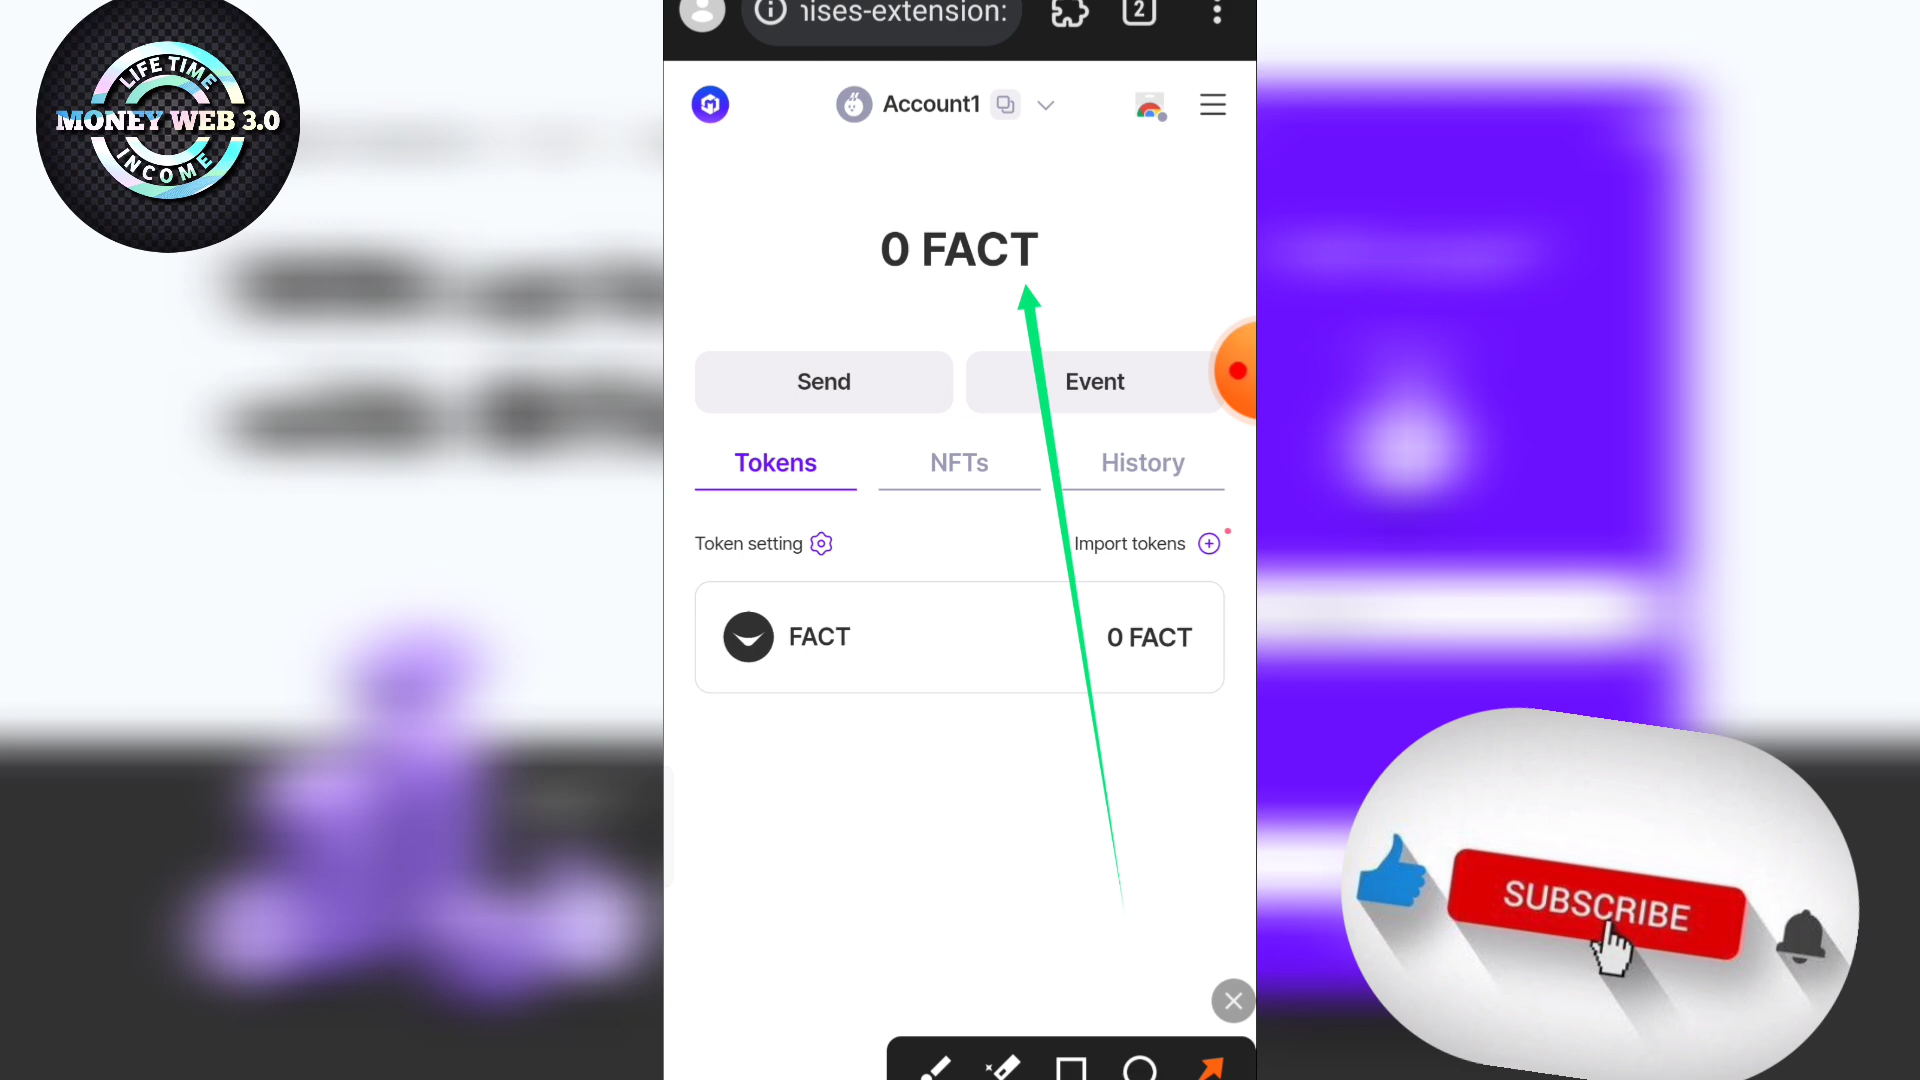 LIFE TIME
MONEY WEB 3.0
INCOME
nises-extension:
2
Account1
0 FACT
Send
Event
Tokens
NFTs
History
Token setting
Import tokens
FACT
0 FACT
SUBSCRIBE